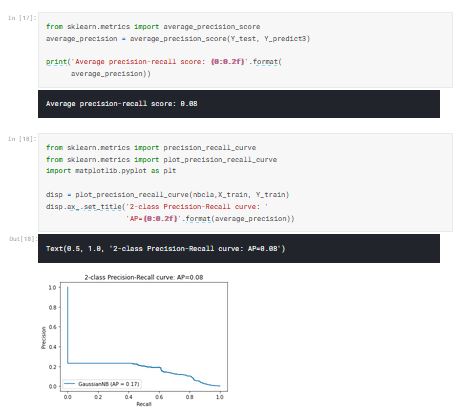 In [17]:
from sklearn.metrics import average_precision_score
average_precision = average_precision_score(Y_test, Y_predict3)
print('Average precision-recall score: {0:0.2f}'.format(
average_precision))
Average precision-recall score: 0.08
In [18]:
from sklearn.metrics import precision_recall_curve
from sklearn.metrics import plot_precision_recall_curve
import matplotlib.pyplot as plt
disp = plot_precision_recall_curve(nbcla,X_train, Y_train)
disp.ax_.set_title('2-class Precision-Recall curve: '
'AP={0:0.2f}'.format(average_precision))
Out[18]:
Text(0.5, 1.0, '2-class Precision-Recall curve: AP=0.08')
2-class Precision-Recall curve: AP=0.08
1.0
0.8
0.6
0.4
0.2
0.0
Precision
GaussianNB (AP = 0.17)
0.0 0.2 0.4 0.6 0.8 1.0
Recall